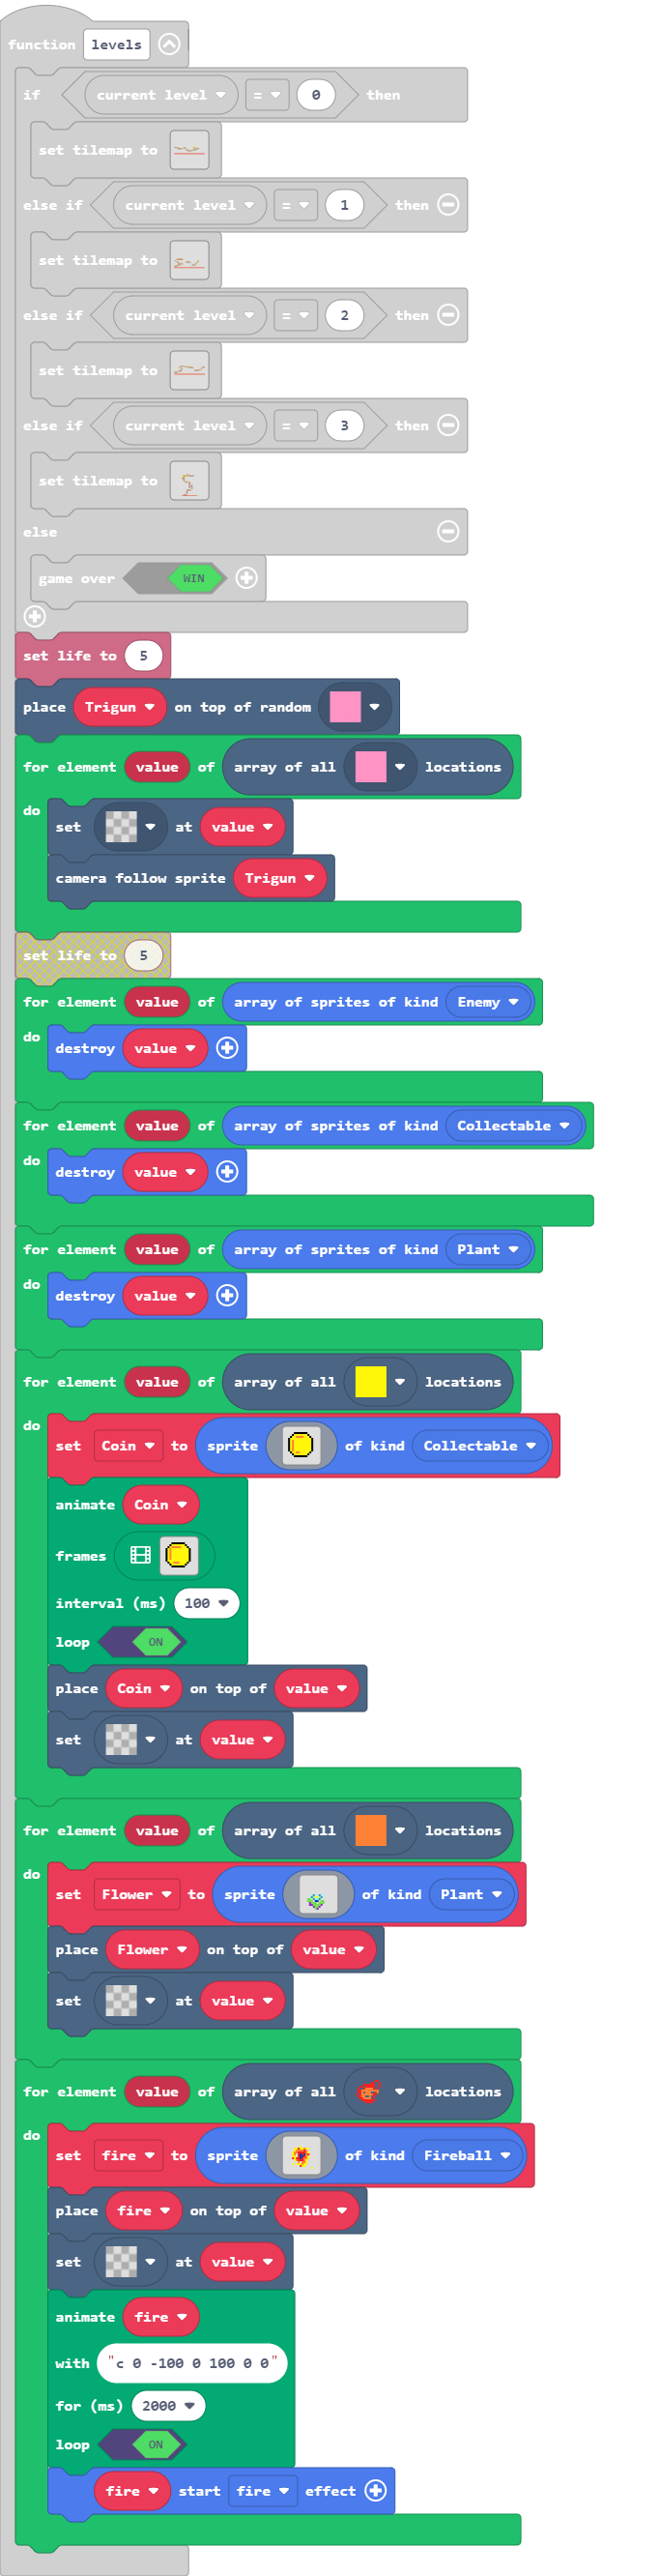 function levels
if current level = 0 then
set tilemap to
else if current level = 1 then
set tilemap to
else if current level = 2 then
set tilemap to
else if current level = 3 then
set tilemap to
else
game over WIN
set life to 5
place Trigun on top of random
for element value of array of all locations
do set at value
camera follow sprite Trigun
set life to 5
for element value of array of sprites of kind Enemy
do destroy value
for element value of array of sprites of kind Collectable
do destroy value
for element value of array of sprites of kind Plant
do destroy value
for element value of array of all locations
do set Coin to sprite of kind Collectable
animate Coin
frames
interval (ms) 100
loop ON
place Coin on top of value
set at value
for element value of array of all locations
do set Flower to sprite of kind Plant
place Flower on top of value
set at value
for element value of array of all locations
do set fire to sprite of kind Fireball
place fire on top of value
set at value
animate fire
with "c 0 -100 0 100 0 0"
for (ms) 2000
loop ON
fire start fire effect